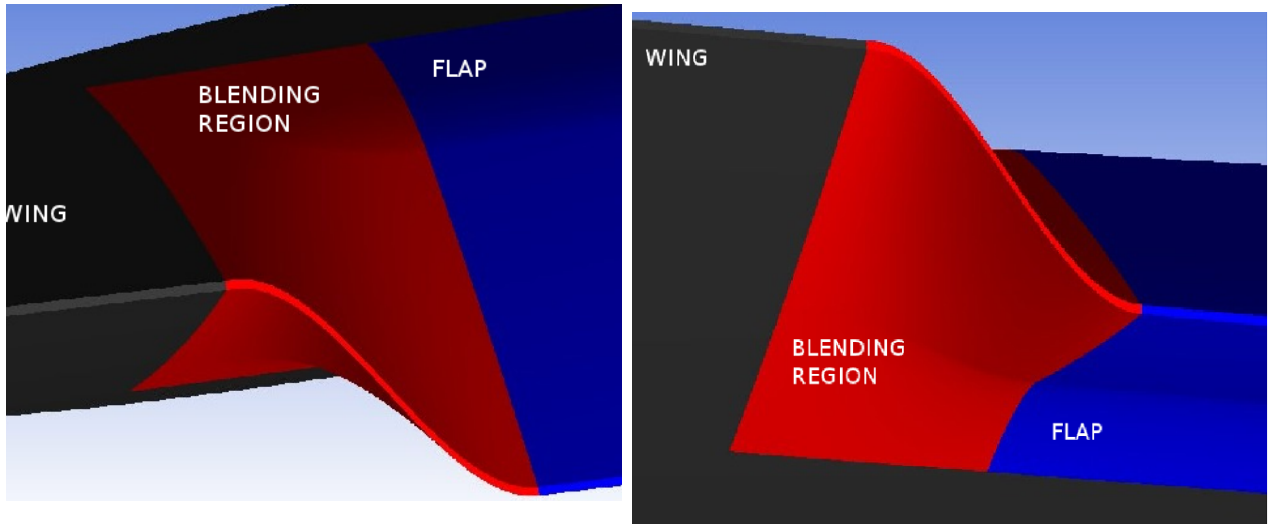 BLENDING
REGION
FLAP
WING
WING
BLENDING
REGION
FLAP